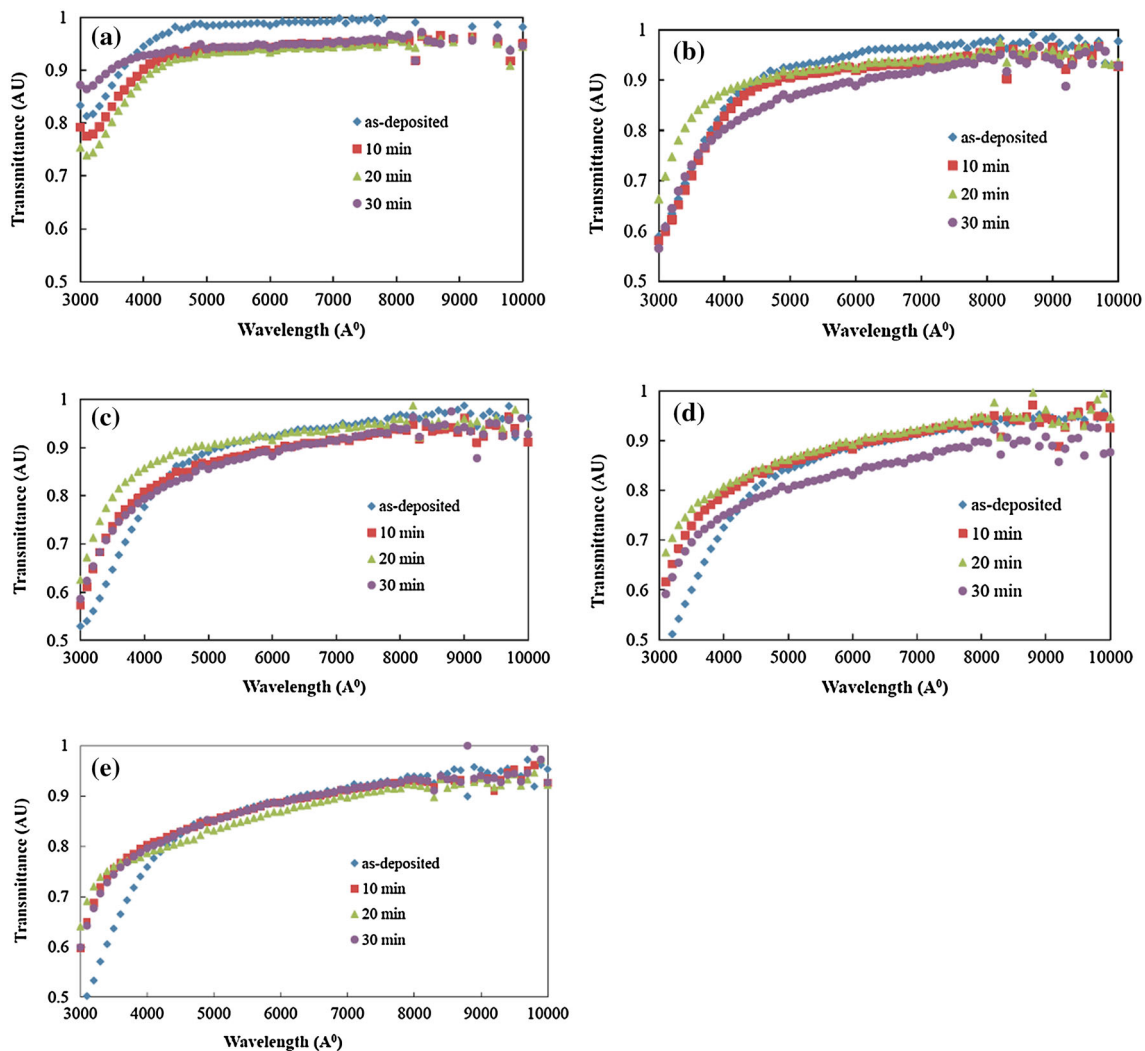 (a)
Transmittance (AU)
1
0.9
0.8
0.7
0.6
0.5
as-deposited
10 min
20 min
30 min
3000 4000 5000 6000 7000 8000 9000 10000
Wavelength (A⁰)
(b)
Transmittance (AU)
1
0.9
0.8
0.7
0.6
0.5
as-deposited
10 min
20 min
30 min
3000 4000 5000 6000 7000 8000 9000 10000
Wavelength (A⁰)
(c)
Transmittance (AU)
1
0.9
0.8
0.7
0.6
0.5
as-deposited
10 min
20 min
30 min
3000 4000 5000 6000 7000 8000 9000 10000
Wavelength (A⁰)
(d)
Transmittance (AU)
1
0.9
0.8
0.7
0.6
0.5
as-deposited
10 min
20 min
30 min
3000 4000 5000 6000 7000 8000 9000 10000
Wavelength (A⁰)
(e)
Transmittance (AU)
1
0.9
0.8
0.7
0.6
0.5
as-deposited
10 min
20 min
30 min
3000 4000 5000 6000 7000 8000 9000 10000
Wavelength (A⁰)